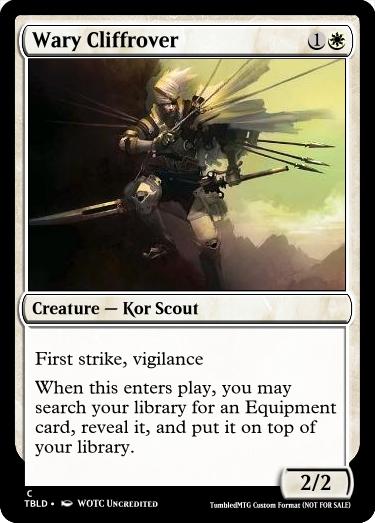 Wary Cliffrover
1
Creature — Kor Scout
First strike, vigilance
When this enters play, you may
search your library for an Equipment
card, reveal it, and put it on top of
your library.
2/2
C
TBLD • WOTC Uncredited
TumbledMTG Custom Format (NOT FOR SALE)